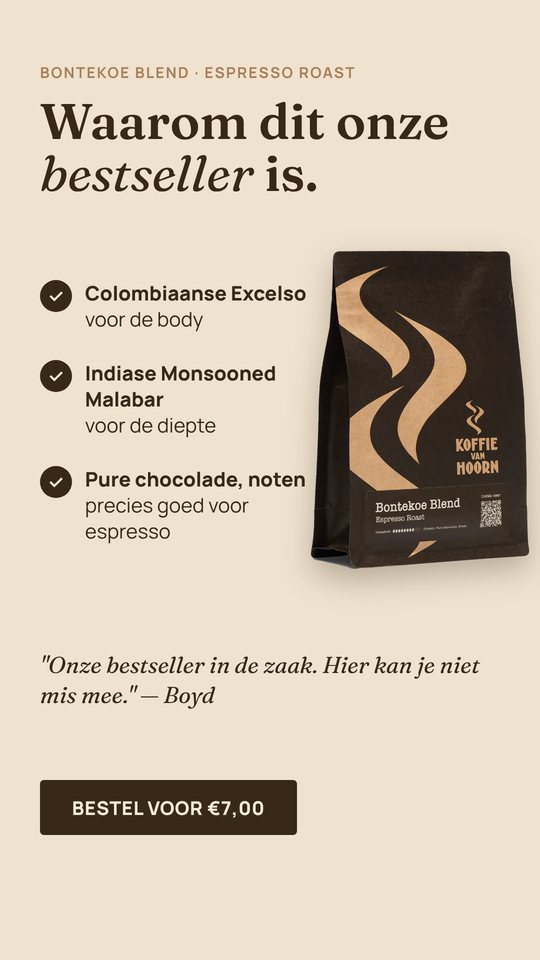 BONTEKOE BLEND · ESPRESSO ROAST
Waarom dit onze
bestseller is.
Colombiaanse Excelso
voor de body
Indiase Monsooned
Malabar
voor de diepte
Pure chocolade, noten
precies goed voor
espresso
KOFFIE
VAN
HOORN
Bontekoe Blend
Espresso Roast
"Onze bestseller in de zaak. Hier kan je niet
mis mee." — Boyd
BESTEL VOOR €7,00